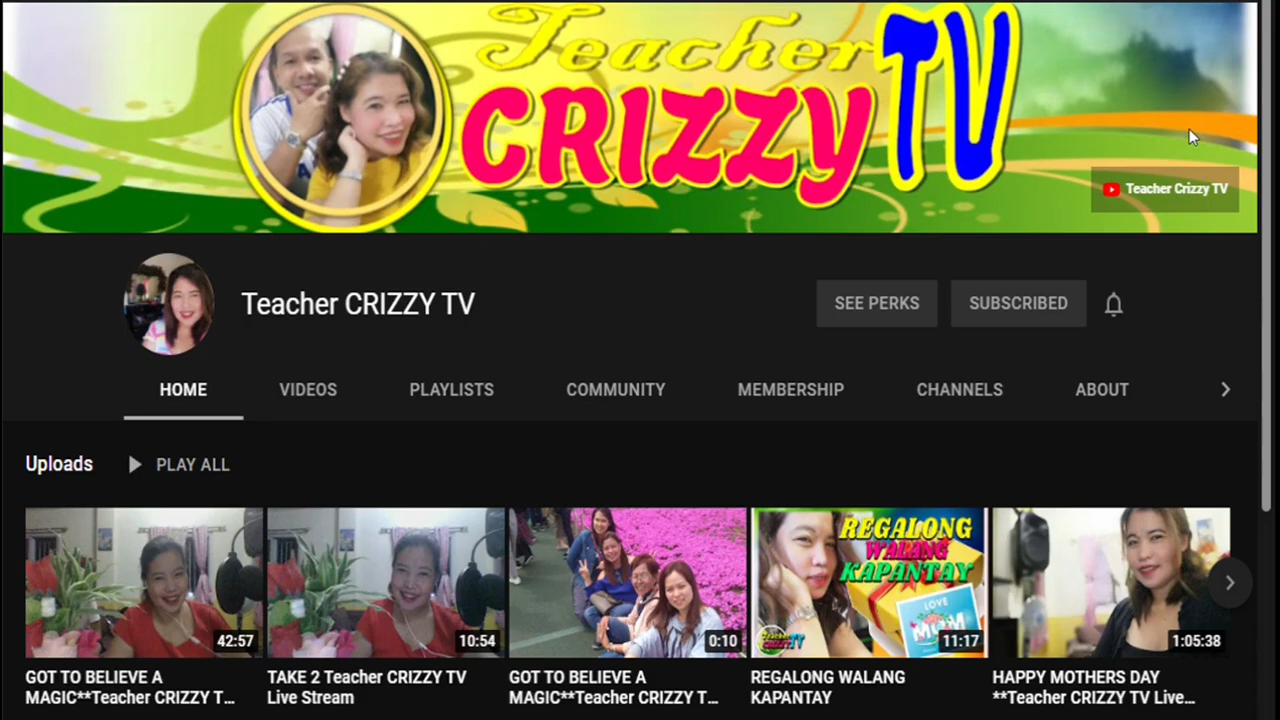 Teacher
CRIZZY TV
Teacher Crizzy TV
Teacher CRIZZY TV
SEE PERKS
SUBSCRIBED
HOME
VIDEOS
PLAYLISTS
COMMUNITY
MEMBERSHIP
CHANNELS
ABOUT
Uploads
PLAY ALL
42:57
10:54
0:10
REGALONG
WALANG
KAPANTAY
LOVE
MOM
Teacher
CRIZZY TV
11:17
1:05:38
GOT TO BELIEVE A
MAGIC**Teacher CRIZZY T...
TAKE 2 Teacher CRIZZY TV
Live Stream
GOT TO BELIEVE A
MAGIC**Teacher CRIZZY T...
REGALONG WALANG
KAPANTAY
HAPPY MOTHERS DAY
**Teacher CRIZZY TV Live...